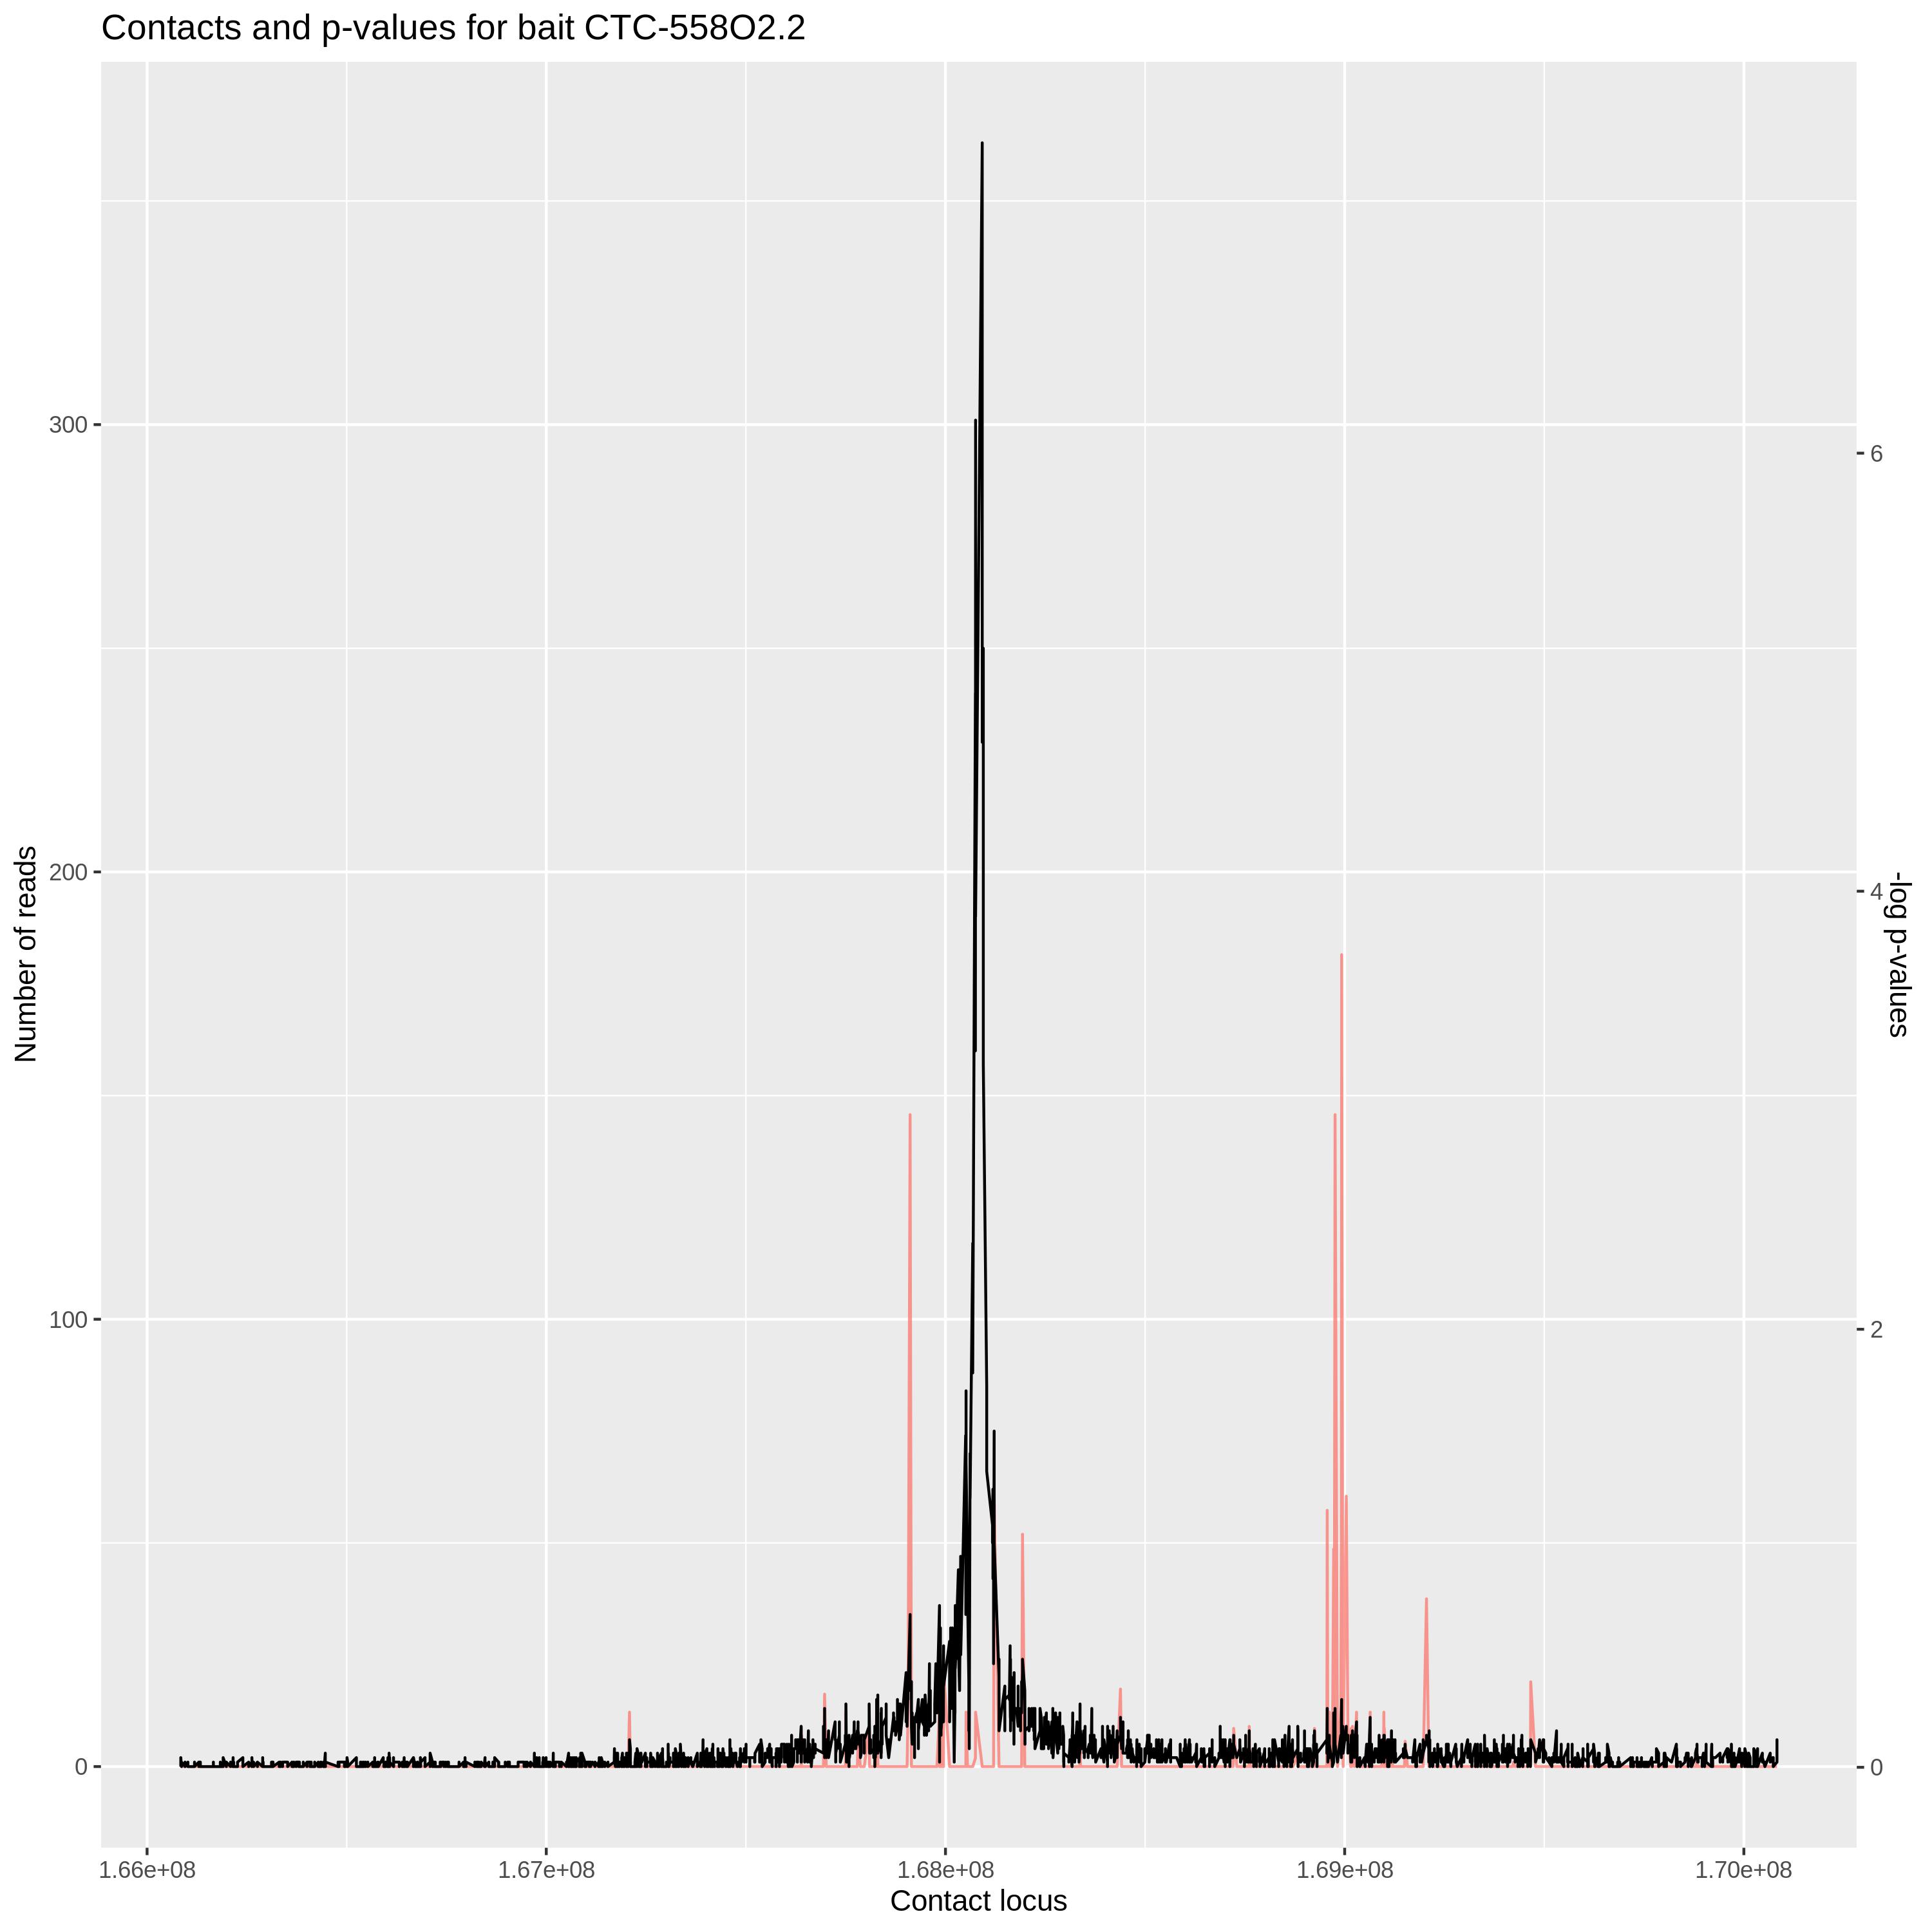 Contacts and p-values for bait CTC-558O2.2
Number of reads
300
200
100
0
6
4
2
0
-log p-values
1.66e+08 1.67e+08 1.68e+08 1.69e+08 1.70e+08
Contact locus